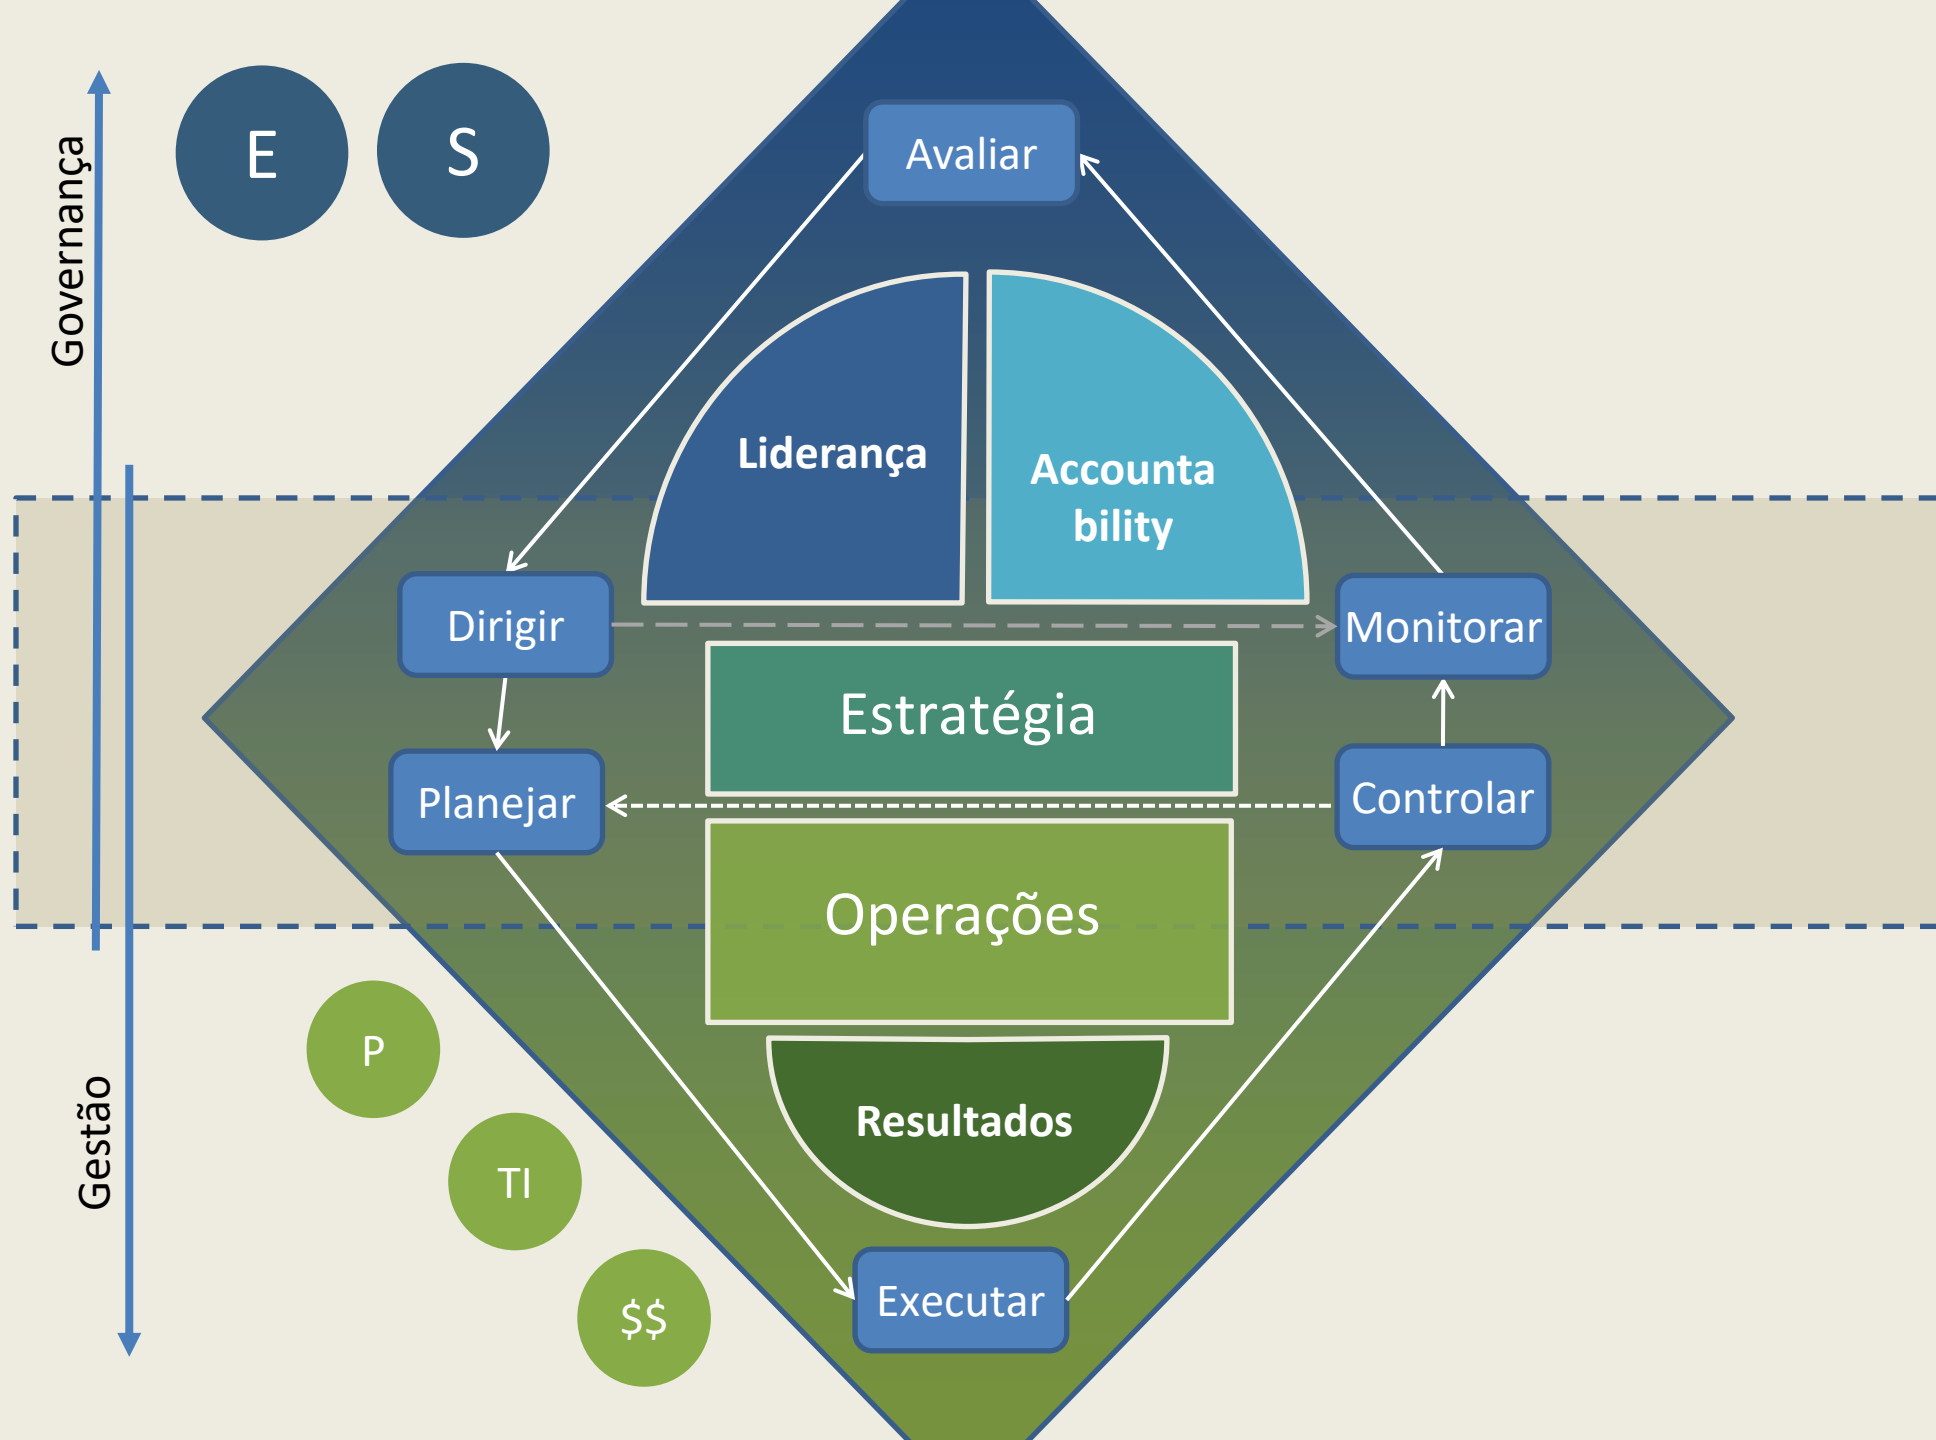 E
S
Avaliar
Governança
Liderança
Accounta
bility
Dirigir
Monitorar
Estratégia
Planejar
Controlar
Operações
P
Gestão
Resultados
TI
Executar
$$